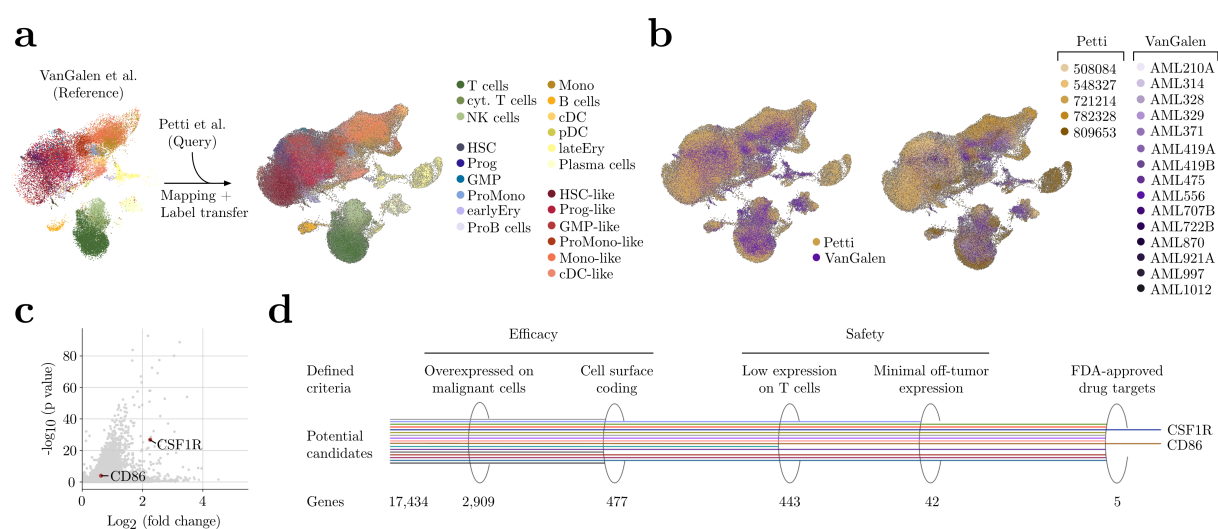 a
VanGalen et al.
(Reference)
Petti et al.
(Query)
Mapping +
Label transfer
T cells
cyt. T cells
NK cells
HSC
Prog
GMP
ProMono
earlyEry
ProB cells
Mono
B cells
cDC
pDC
lateEry
Plasma cells
HSC-like
Prog-like
GMP-like
ProMono-like
Mono-like
cDC-like
b
Petti
VanGalen
Petti
508084
548327
721214
782328
809653
VanGalen
AML210A
AML314
AML328
AML329
AML371
AML419A
AML419B
AML475
AML556
AML707B
AML722B
AML870
AML921A
AML997
AML1012
c
-log10 (p value)
80
60
40
20
0
CSF1R
CD86
0 2 4
Log2 (fold change)
d
Efficacy Safety
Defined
criteria
Overexpressed on
malignant cells
Cell surface
coding
Low expression
on T cells
Minimal off-tumor
expression
FDA-approved
drug targets
Potential
candidates
CSF1R
CD86
Genes 17,434 2,909 477 443 42 5